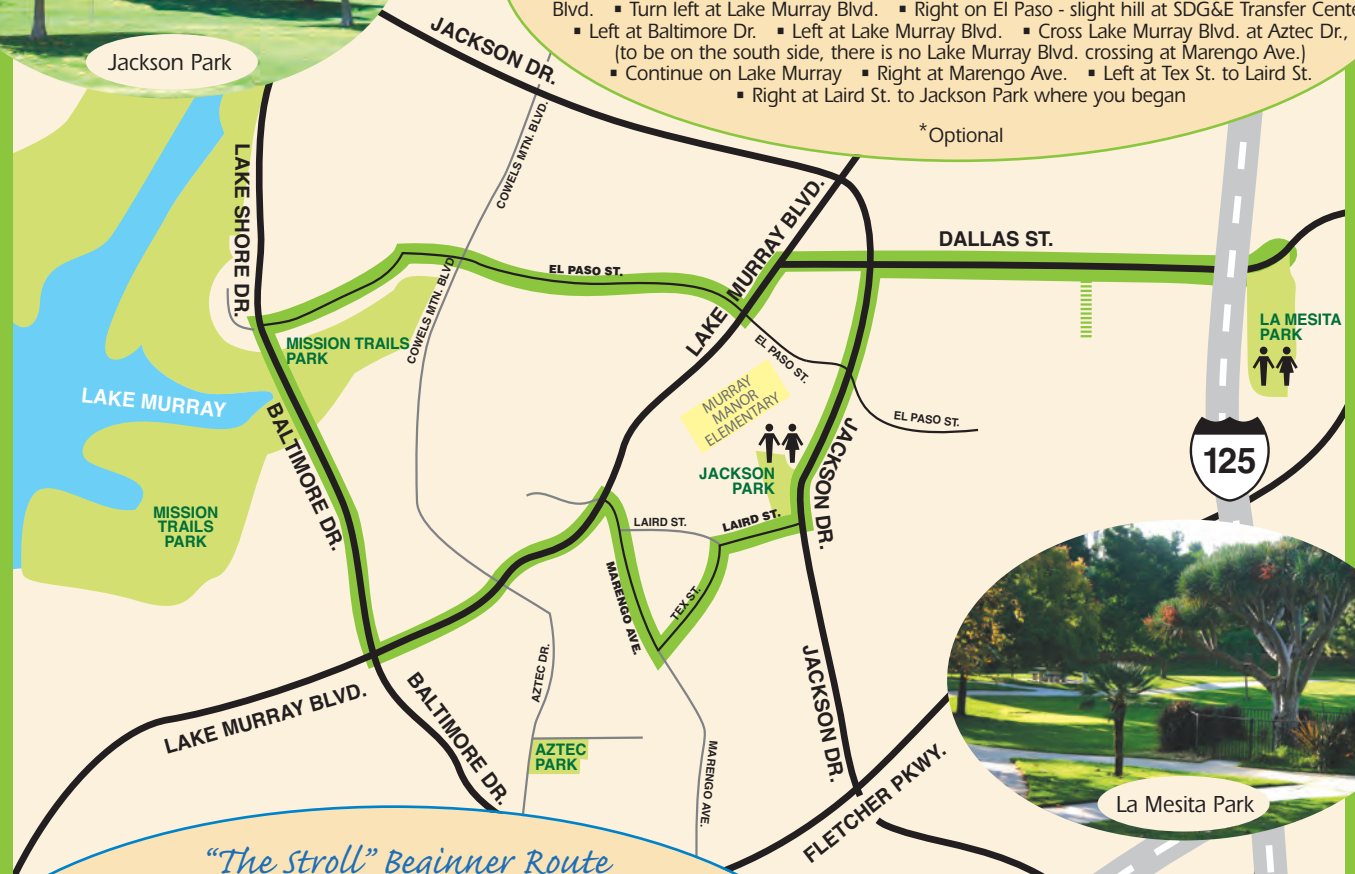 Blvd. ▪ Turn left at Lake Murray Blvd. ▪ Right on El Paso - slight hill at SDG&E Transfer Cente
▪ Left at Baltimore Dr. ▪ Left at Lake Murray Blvd. ▪ Cross Lake Murray Blvd. at Aztec Dr.,
(to be on the south side, there is no Lake Murray Blvd. crossing at Marengo Ave.)
▪ Continue on Lake Murray ▪ Right at Marengo Ave. ▪ Left at Tex St. to Laird St.
▪ Right at Laird St. to Jackson Park where you began
*Optional
Jackson Park
JACKSON DR.
COWELS MTN. BLVD.
LAKE SHORE DR.
LAKE MURRAY BLVD.
DALLAS ST.
EL PASO ST.
COWELS MTN. BLVD.
MISSION TRAILS
PARK
LA MESITA
PARK
EL PASO ST.
MURRAY
MANOR
ELEMENTARY
LAKE MURRAY
EL PASO ST.
BALTIMORE DR.
JACKSON DR.
125
JACKSON
PARK
MISSION
TRAILS
PARK
LAIRD ST.
LAIRD ST.
MARENGO AVE.
TEX ST.
AZTEC DR.
JACKSON DR.
LAKE MURRAY BLVD.
BALTIMORE DR.
AZTEC
PARK
MARENGO AVE.
FLETCHER PKWY.
La Mesita Park
“The Stroll” Beginner Route